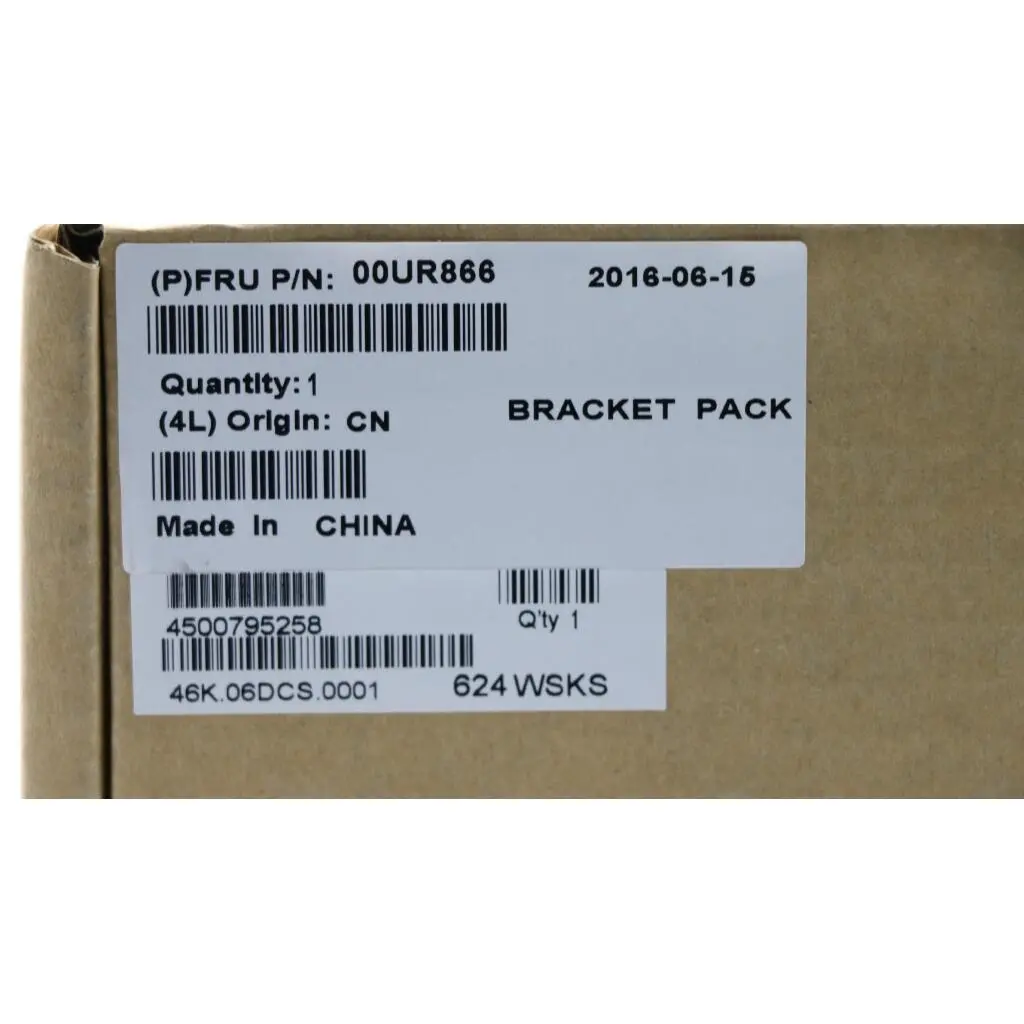 (P)FRU P/N: 00UR866 2016-06-15
Quantity: 1
(4L) Origin: CN
BRACKET PACK
Made In CHINA
4500795258
Q'ty 1
46K.06DCS.0001
624 WSKS